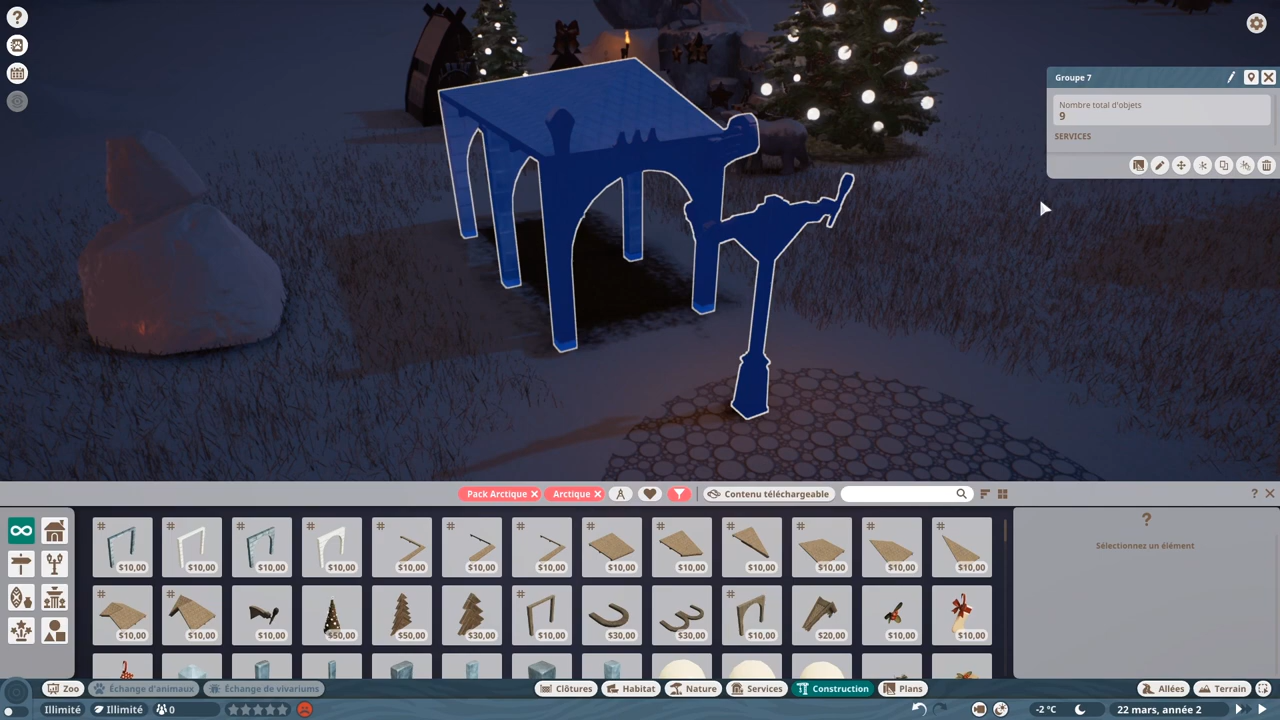 Groupe 7
Nombre total d'objets
9
SERVICES
Pack Arctique
Arctique
Contenu téléchargeable
Sélectionnez un élément
$10,00 $10,00 $10,00 $10,00 $10,00 $10,00 $10,00 $10,00 $10,00 $10,00 $10,00 $10,00 $10,00
$10,00 $10,00 $10,00 $50,00 $50,00 $30,00 $10,00 $30,00 $30,00 $10,00 $20,00 $10,00 $10,00
Zoo
Échange d'animaux
Échange de vivariums
Clôtures
Habitat
Nature
Services
Construction
Plans
Allées
Terrain
Illimité
Illimité
0
-2 °C
22 mars, année 2